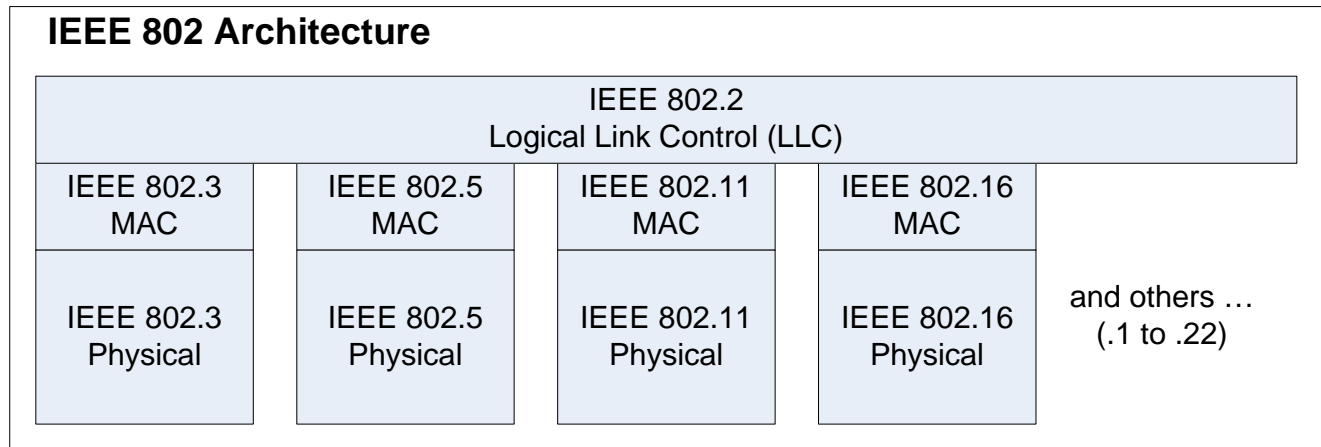 IEEE 802 Architecture
IEEE 802.2
Logical Link Control (LLC)
IEEE 802.3
MAC
IEEE 802.5
MAC
IEEE 802.11
MAC
IEEE 802.16
MAC
IEEE 802.3
Physical
IEEE 802.5
Physical
IEEE 802.11
Physical
IEEE 802.16
Physical
and others …
(.1 to .22)